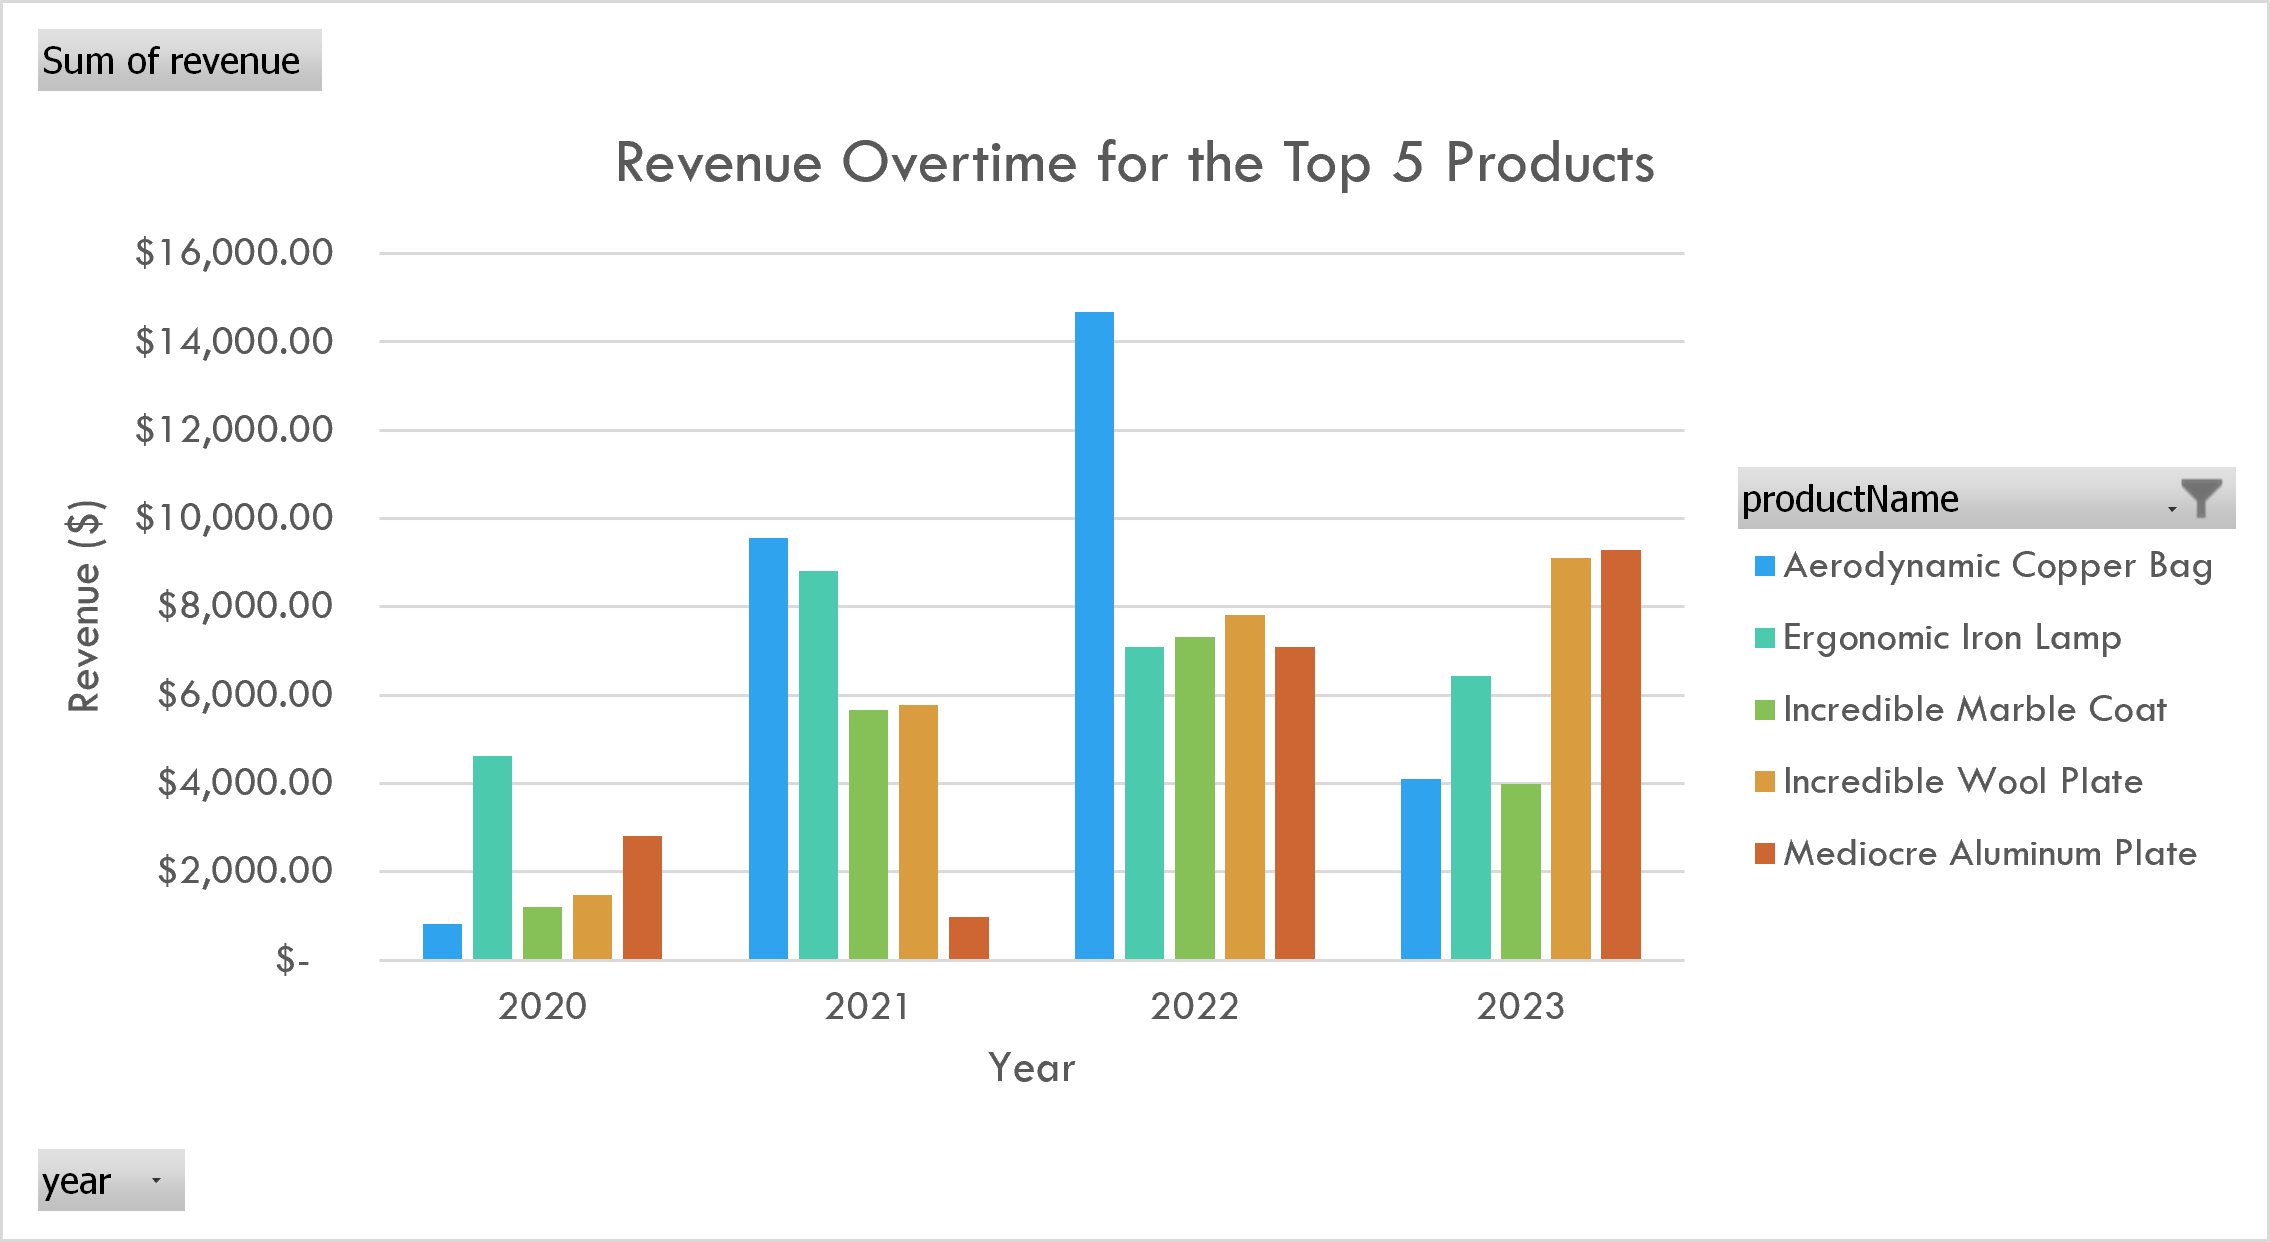 Sum of revenue
Revenue Overtime for the Top 5 Products
$16,000.00
$14,000.00
$12,000.00
$10,000.00
$8,000.00
$6,000.00
$4,000.00
$2,000.00
$-
Revenue ($)
2020 2021 2022 2023
Year
productName
Aerodynamic Copper Bag
Ergonomic Iron Lamp
Incredible Marble Coat
Incredible Wool Plate
Mediocre Aluminum Plate
year